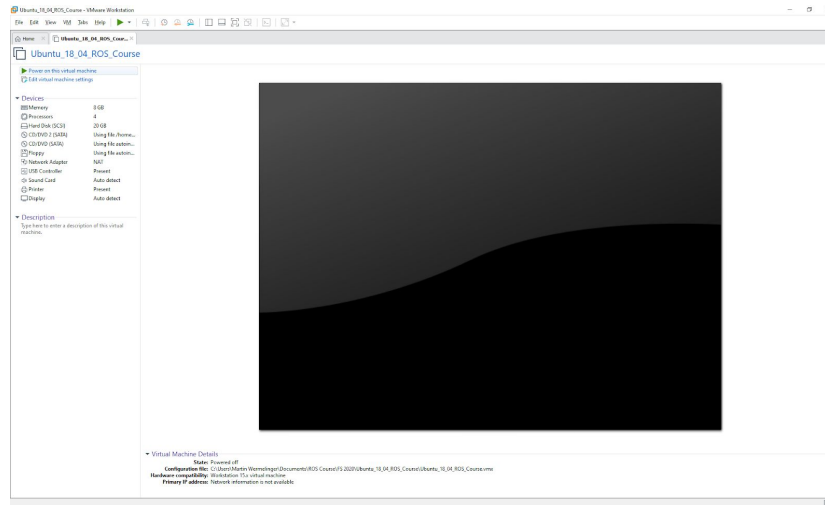 Ubuntu_18_04_ROS_Course - VMware Workstation
File Edit View VM Tabs Help
Home × Ubuntu_18_04_ROS_Cour... ×
Ubuntu_18_04_ROS_Course
Power on this virtual machine
Edit virtual machine settings
Devices
Memory 8 GB
Processors 4
Hard Disk (SCSI) 20 GB
CD/DVD 2 (SATA) Using file /home...
CD/DVD (SATA) Using file autoin...
Floppy Using file autoin...
Network Adapter NAT
USB Controller Present
Sound Card Auto detect
Printer Present
Display Auto detect
Description
Type here to enter a description of this virtual
machine.
Virtual Machine Details
State: Powered off
Configuration file: C:\Users\Martin Wermelinger\Documents\ROS Course\FS 2020\Ubuntu_18_04_ROS_Course\Ubuntu_18_04_ROS_Course.vmx
Hardware compatibility: Workstation 15.x virtual machine
Primary IP address: Network information is not available